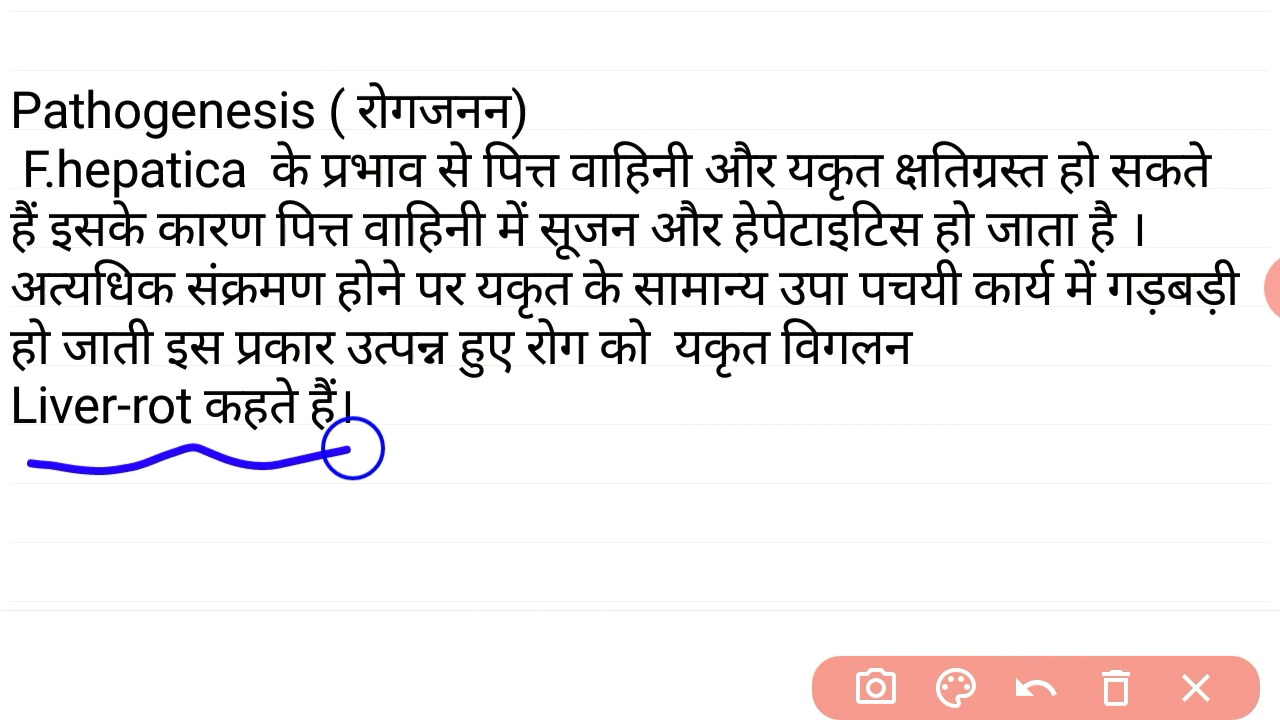 Pathogenesis ( रोगजनन)
F.hepatica के प्रभाव से पित्त वाहिनी और यकृत क्षतिग्रस्त हो सकते
हैं इसके कारण पित्त वाहिनी में सूजन और हेपेटाइटिस हो जाता है ।
अत्यधिक संक्रमण होने पर यकृत के सामान्य उपा पचयी कार्य में गड़बड़ी
हो जाती इस प्रकार उत्पन्न हुए रोग को यकृत विगलन
Liver-rot कहते हैं।